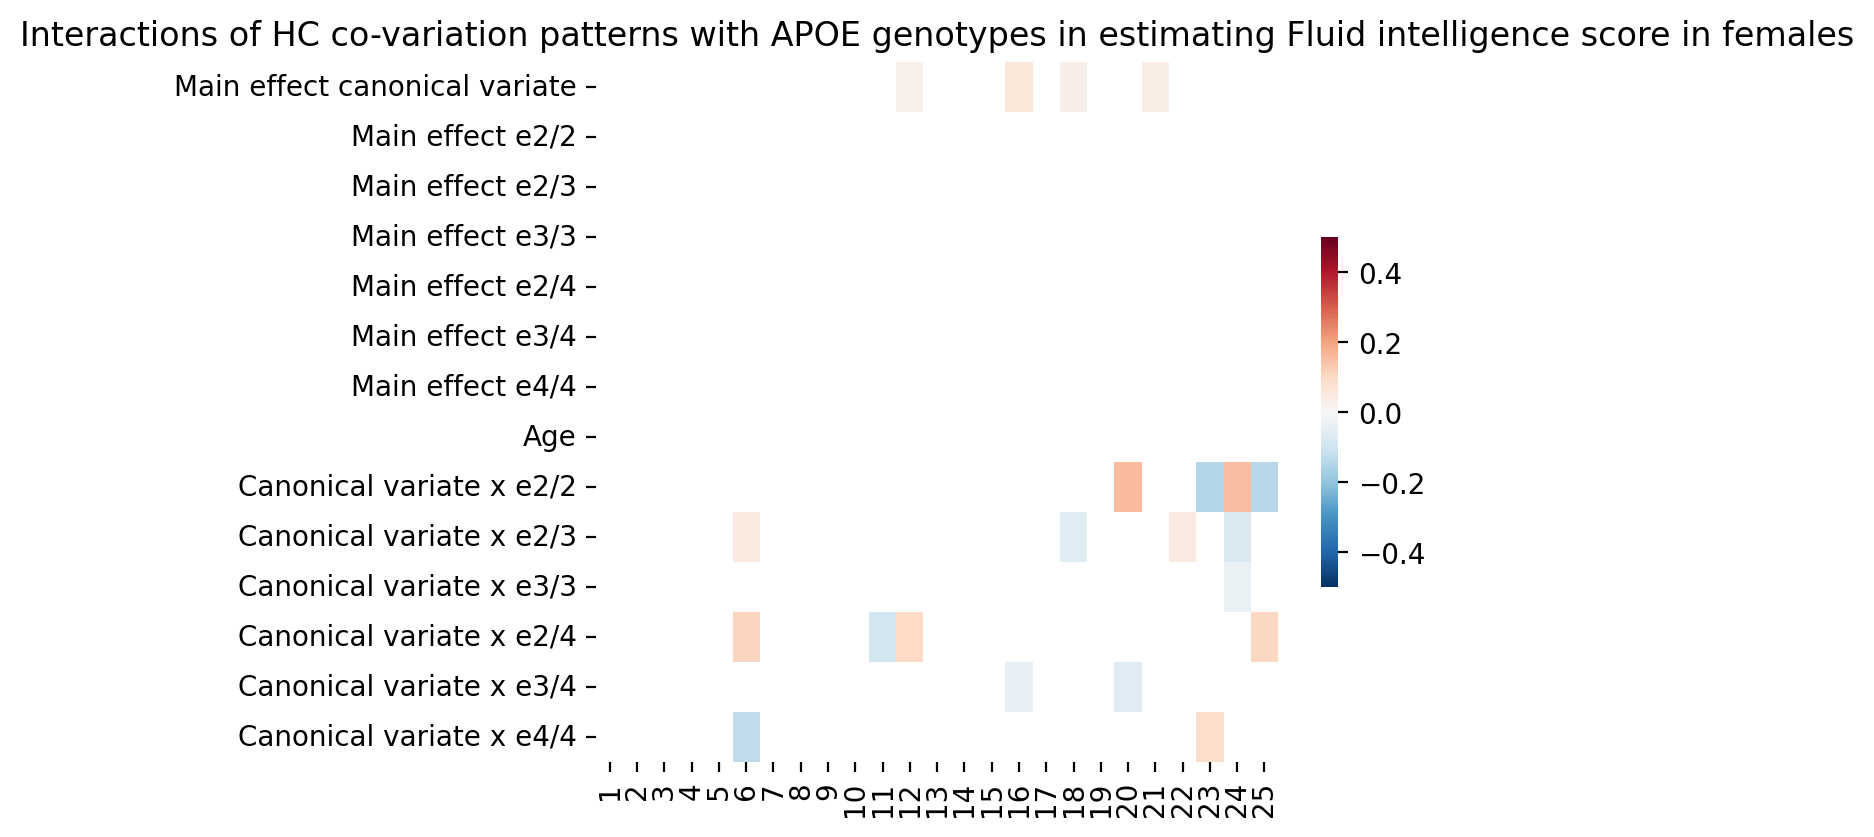 Interactions of HC co-variation patterns with APOE genotypes in estimating Fluid intelligence score in females
Main effect canonical variate
Main effect e2/2
Main effect e2/3
Main effect e3/3
Main effect e2/4
Main effect e3/4
Main effect e4/4
Age
Canonical variate x e2/2
Canonical variate x e2/3
Canonical variate x e3/3
Canonical variate x e2/4
Canonical variate x e3/4
Canonical variate x e4/4
1 2 3 4 5 6 7 8 9 10 11 12 13 14 15 16 17 18 19 20 21 22 23 24 25
0.4
0.2
0.0
−0.2
−0.4